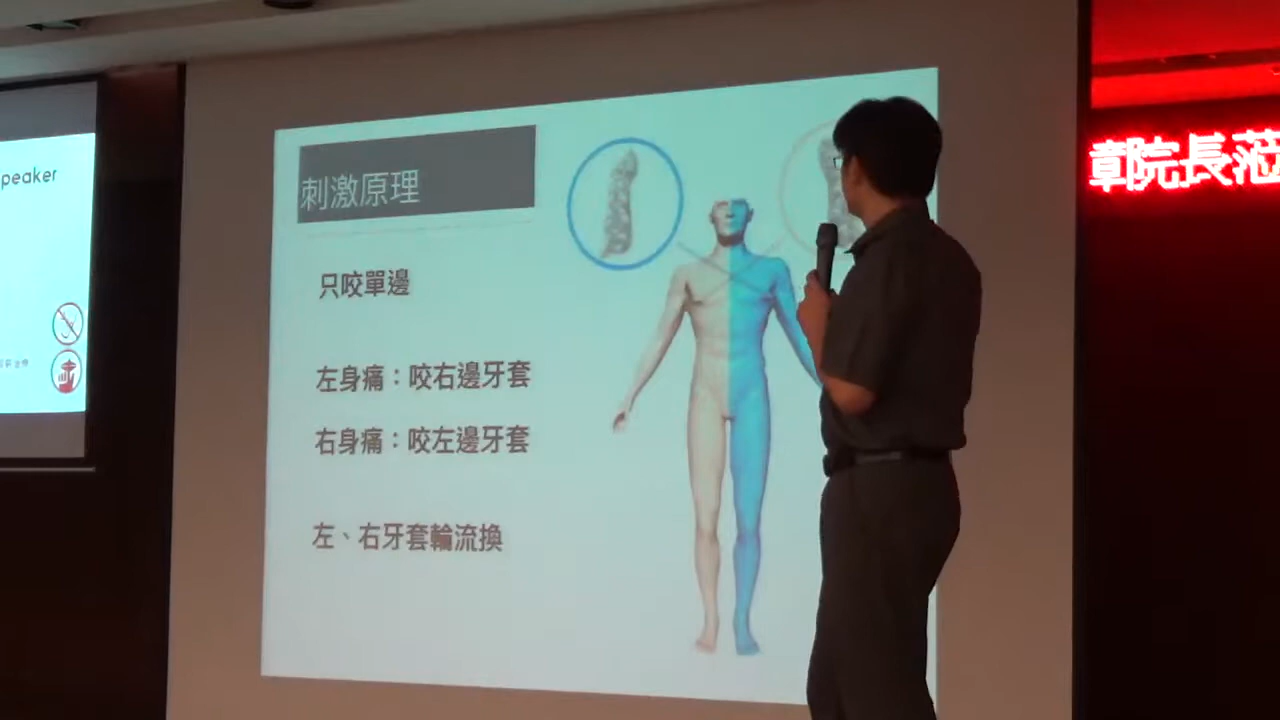 peaker
刺激原理
只咬單邊
左身痛：咬右邊牙套
右身痛：咬左邊牙套
左、右牙套輪流換
院長蒞